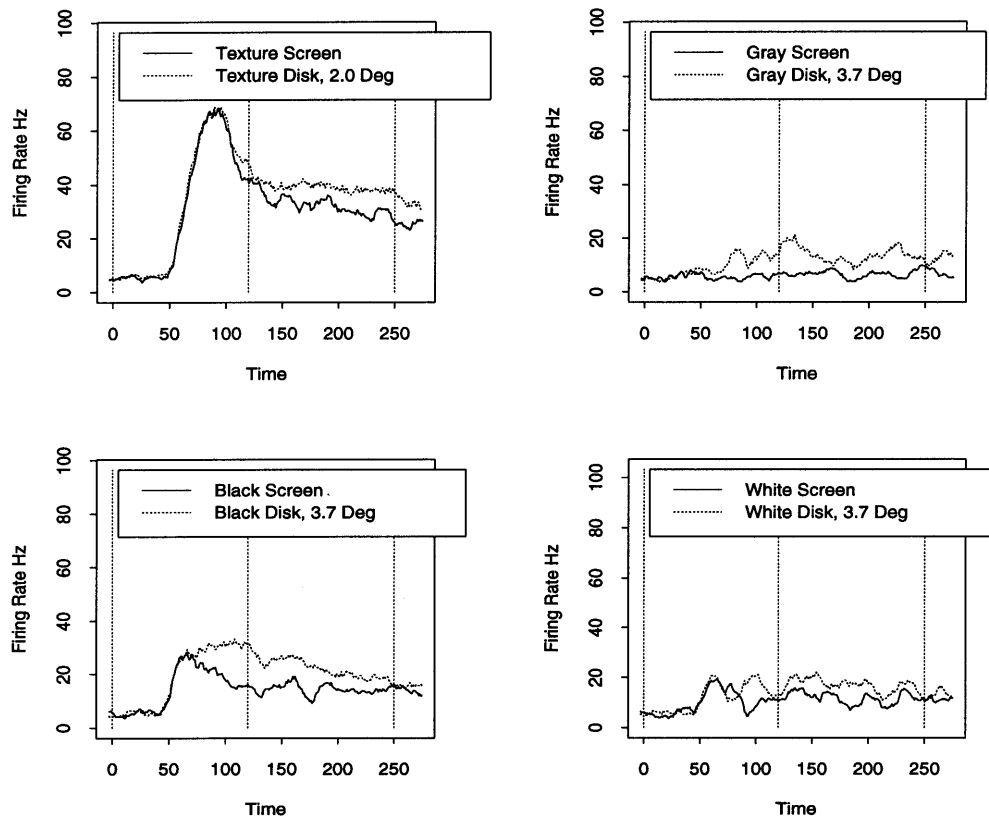 Texture Screen
Texture Disk, 2.0 Deg
Firing Rate Hz
100
80
60
40
20
0
0 50 100 150 200 250
Time
Gray Screen
Gray Disk, 3.7 Deg
Firing Rate Hz
100
80
60
40
20
0
0 50 100 150 200 250
Time
Black Screen
Black Disk, 3.7 Deg
Firing Rate Hz
100
80
60
40
20
0
0 50 100 150 200 250
Time
White Screen
White Disk, 3.7 Deg
Firing Rate Hz
100
80
60
40
20
0
0 50 100 150 200 250
Time